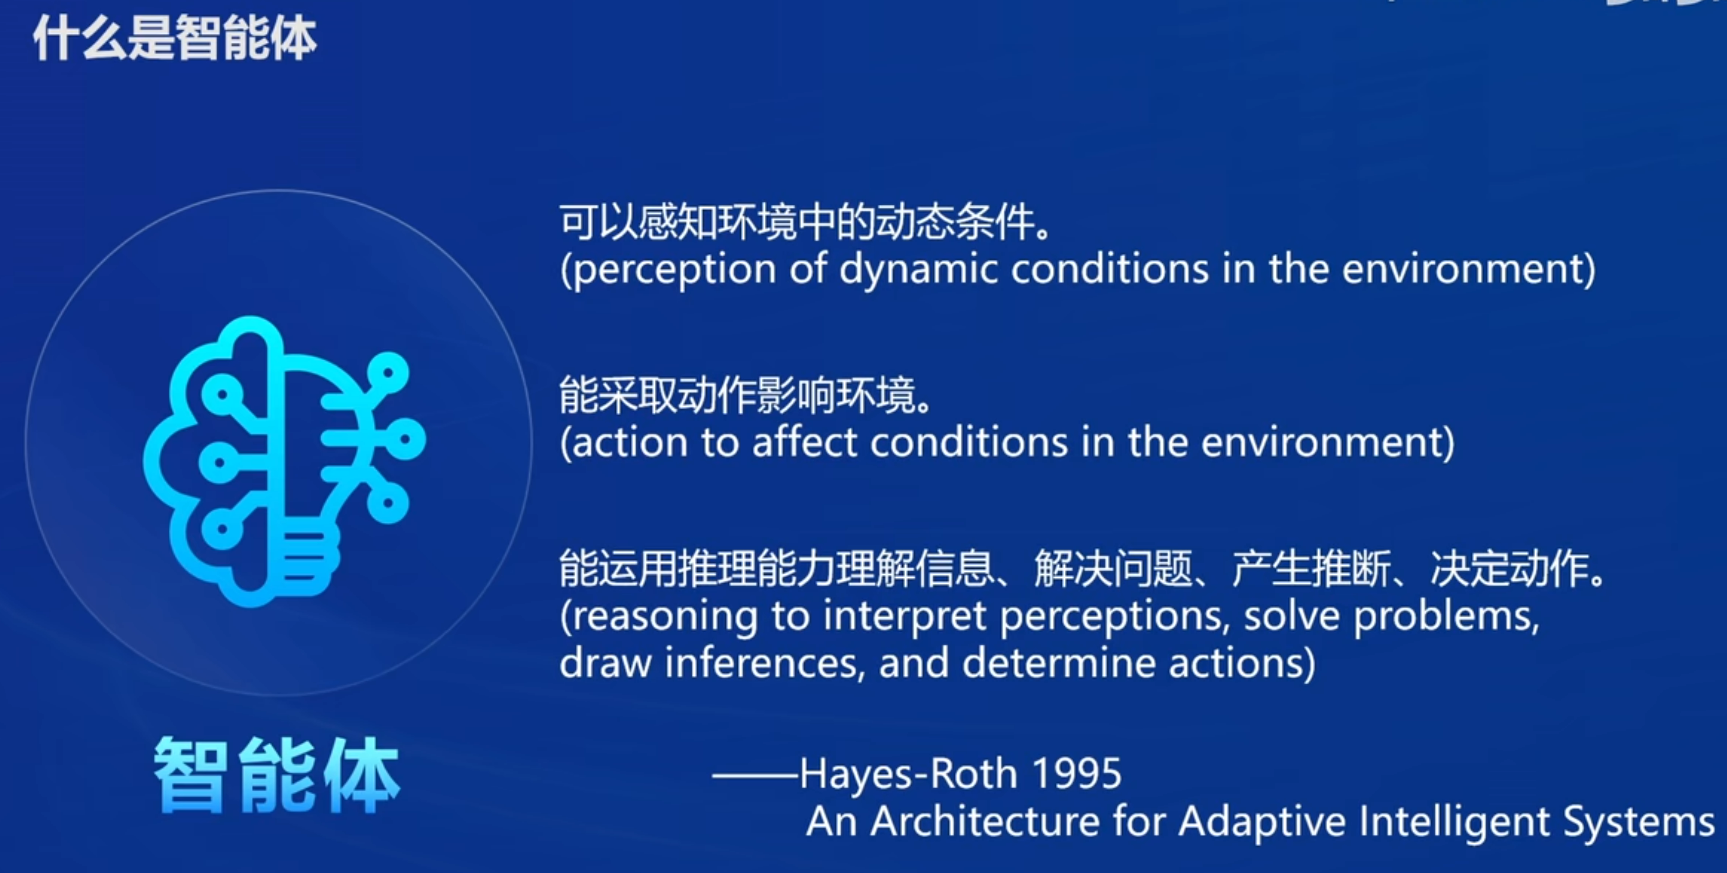 什么是智能体
可以感知环境中的动态条件。
(perception of dynamic conditions in the environment)
能采取动作影响环境。
(action to affect conditions in the environment)
能运用推理能力理解信息、解决问题、产生推断、决定动作。
(reasoning to interpret perceptions, solve problems,
draw inferences, and determine actions)
智能体
——Hayes-Roth 1995
An Architecture for Adaptive Intelligent Systems